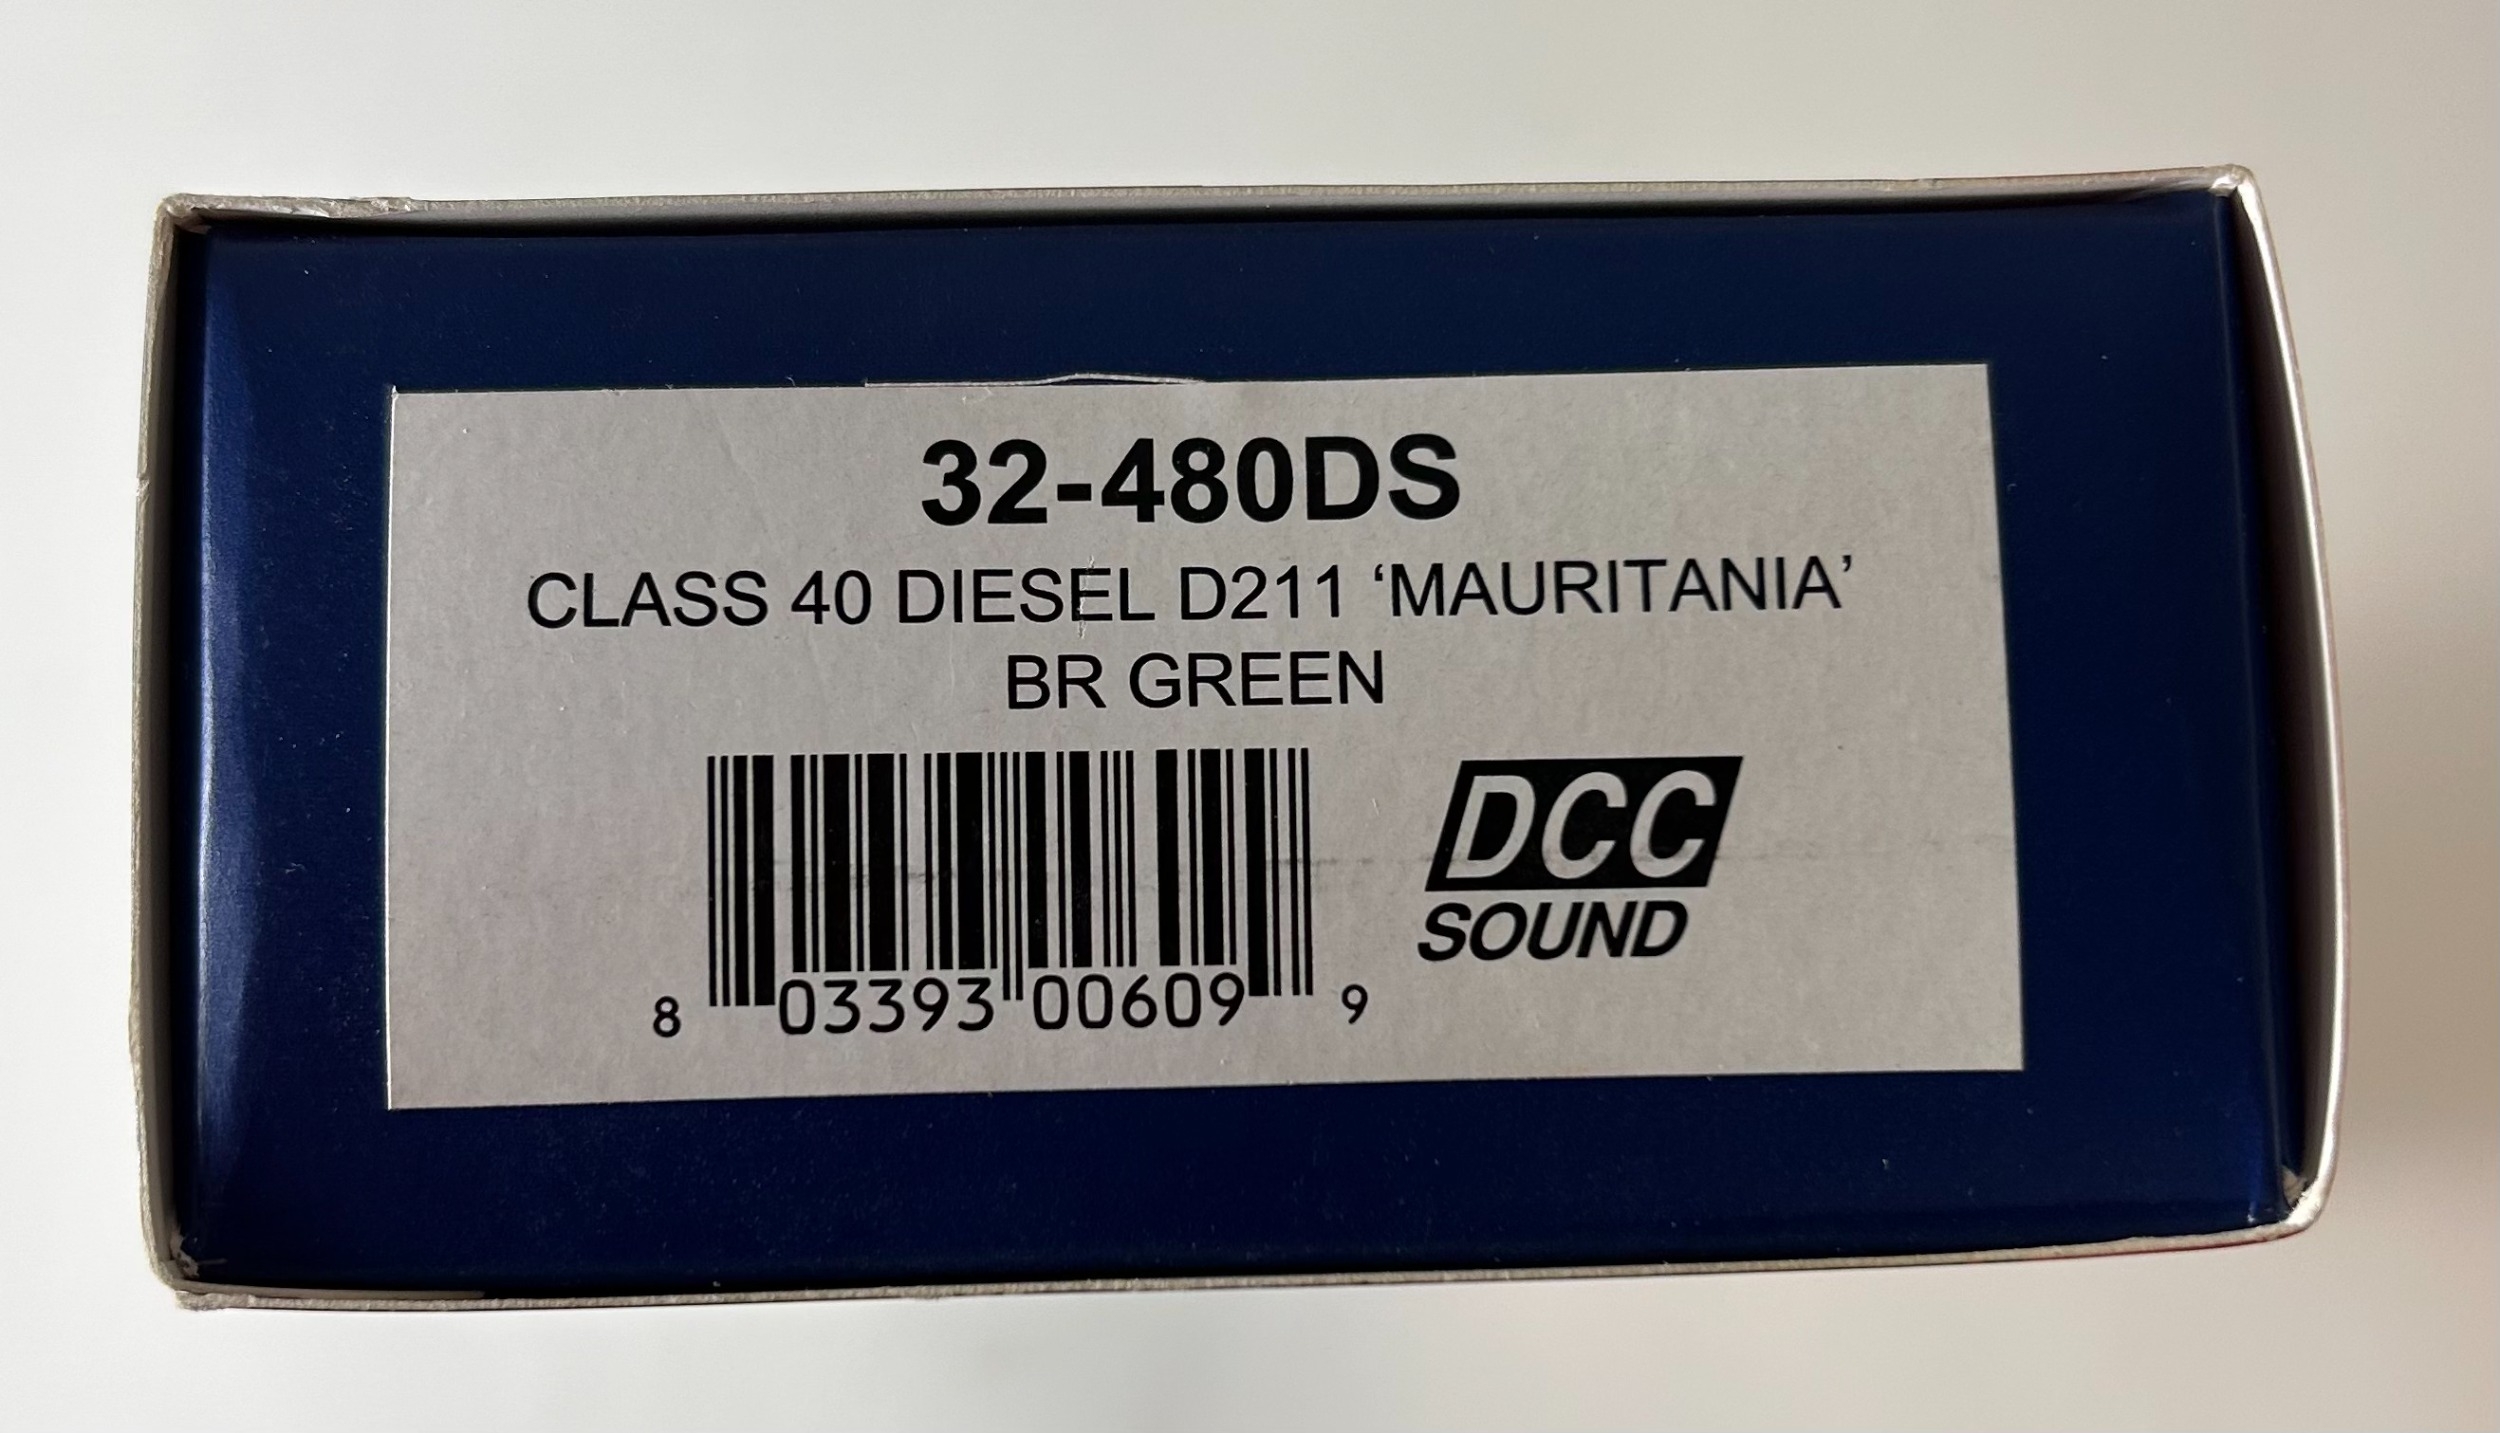 32-480DS
CLASS 40 DIESEL D211 ‘MAURITANIA’
BR GREEN
DCC
SOUND
8 03393 00609 9